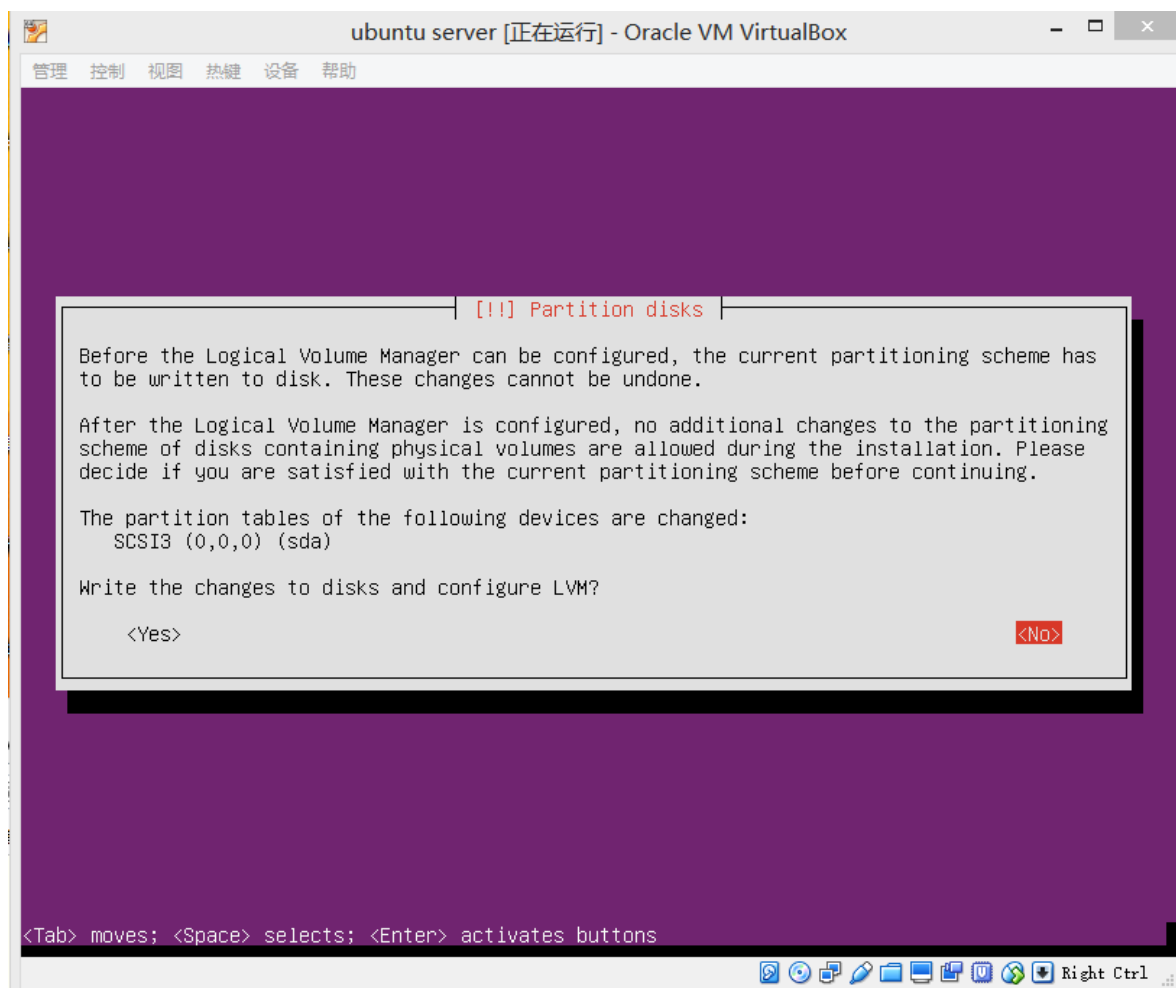 ubuntu server [正在运行] - Oracle VM VirtualBox
管理 控制 视图 热键 设备 帮助
[!!] Partition disks
Before the Logical Volume Manager can be configured, the current partitioning scheme has
to be written to disk. These changes cannot be undone.
After the Logical Volume Manager is configured, no additional changes to the partitioning
scheme of disks containing physical volumes are allowed during the installation. Please
decide if you are satisfied with the current partitioning scheme before continuing.
The partition tables of the following devices are changed:
SCSI3 (0,0,0) (sda)
Write the changes to disks and configure LVM?
<Yes> <No>
<Tab> moves; <Space> selects; <Enter> activates buttons
Right Ctrl